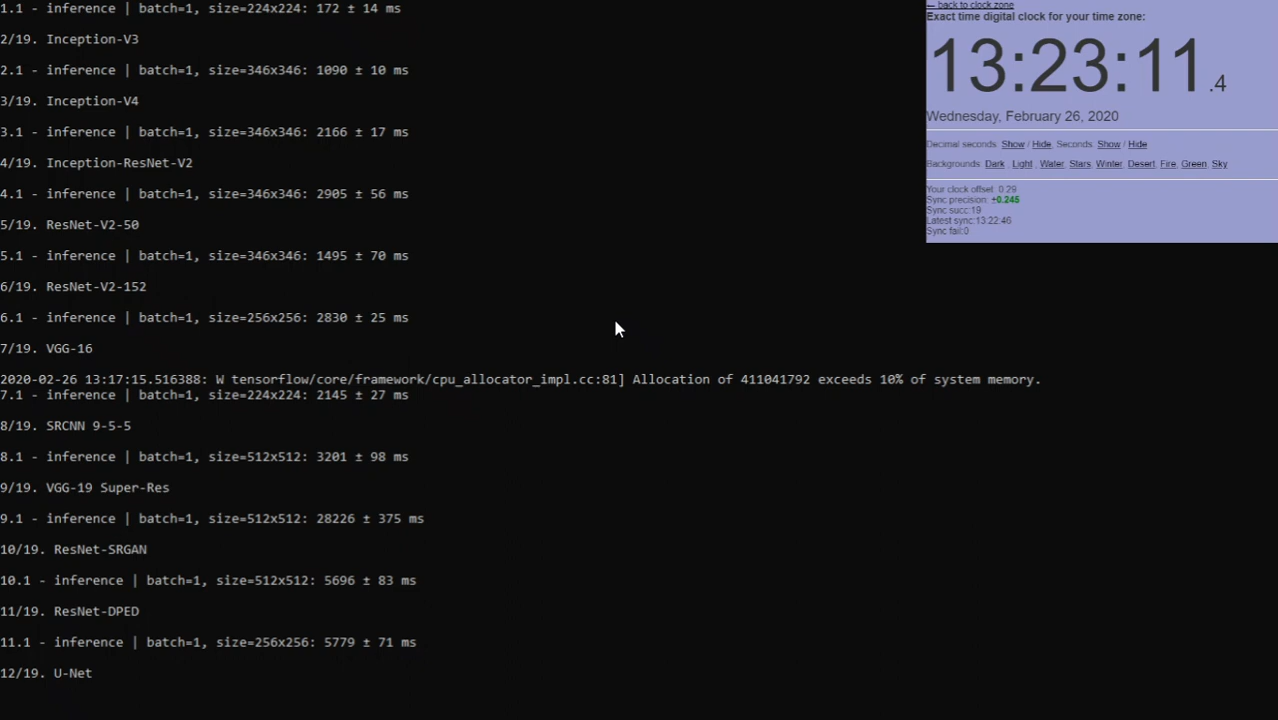 1.1 - inference | batch=1, size=224x224: 172 ± 14 ms
2/19. Inception-V3
2.1 - inference | batch=1, size=346x346: 1090 ± 10 ms
3/19. Inception-V4
3.1 - inference | batch=1, size=346x346: 2166 ± 17 ms
4/19. Inception-ResNet-V2
4.1 - inference | batch=1, size=346x346: 2905 ± 56 ms
5/19. ResNet-V2-50
5.1 - inference | batch=1, size=346x346: 1495 ± 70 ms
6/19. ResNet-V2-152
6.1 - inference | batch=1, size=256x256: 2830 ± 25 ms
7/19. VGG-16
2020-02-26 13:17:15.516388: W tensorflow/core/framework/cpu_allocator_impl.cc:81] Allocation of 411041792 exceeds 10% of system memory.
7.1 - inference | batch=1, size=224x224: 2145 ± 27 ms
8/19. SRCNN 9-5-5
8.1 - inference | batch=1, size=512x512: 3201 ± 98 ms
9/19. VGG-19 Super-Res
9.1 - inference | batch=1, size=512x512: 28226 ± 375 ms
10/19. ResNet-SRGAN
10.1 - inference | batch=1, size=512x512: 5696 ± 83 ms
11/19. ResNet-DPED
11.1 - inference | batch=1, size=256x256: 5779 ± 71 ms
12/19. U-Net
← back to clock zone
Exact time digital clock for your time zone:
13:23:11.4
Wednesday, February 26, 2020
Decimal seconds: Show / Hide, Seconds: Show / Hide
Backgrounds: Dark, Light, Water, Stars, Winter, Desert, Fire, Green, Sky
Your clock offset: 0.29
Sync precision: ±0.245
Sync succ:19
Latest sync:13:22:46
Sync fail:0